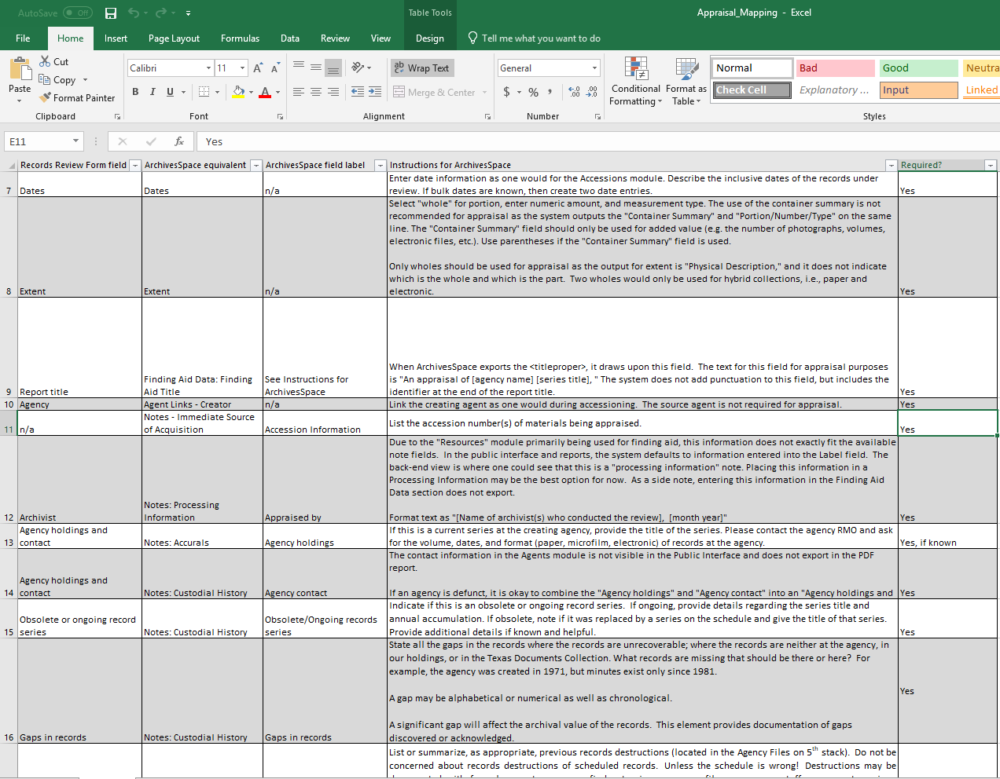 AutoSave Off
Table Tools
Appraisal_Mapping - Excel
File Home Insert Page Layout Formulas Data Review View Design Tell me what you want to do
Paste
Cut
Copy
Format Painter
Calibri 11 A A
B I U A
ab Wrap Text
Merge & Center
General
$ % ,
Conditional Formatting
Format as Table
Normal Bad Good Neutra
Check Cell Explanatory ... Input Linked
Clipboard Font Alignment Number Styles
E11 fx Yes
Records Review Form field ArchivesSpace equivalent ArchivesSpace field label Instructions for ArchivesSpace Required?
7 Dates Dates n/a
Enter date information as one would for the Accessions module. Describe the inclusive dates of the records under
review. If bulk dates are known, then create two date entries.
Yes
8 Extent Extent n/a
Select "whole" for portion, enter numeric amount, and measurement type. The use of the container summary is not
recommended for appraisal as the system outputs the "Container Summary" and "Portion/Number/Type" on the same
line. The "Container Summary" field should only be used for added value (e.g. the number of photographs, volumes,
electronic files, etc.). Use parentheses if the "Container Summary" field is used.
Only wholes should be used for appraisal as the output for extent is "Physical Description," and it does not indicate
which is the whole and which is the part.  Two wholes would only be used for hybrid collections, i.e., paper and
electronic.
Yes
9 Report title
Finding Aid Data: Finding
Aid Title
See Instructions for
ArchivesSpace
When ArchivesSpace exports the <titleproper>, it draws upon this field.  The text for this field for appraisal purposes
is "An appraisal of [agency name] [series title], " The system does not add punctuation to this field, but includes the
identifier at the end of the report title.
Yes
10 Agency Agent Links - Creator n/a Link the creating agent as one would during accessioning.  The source agent is not required for appraisal. Yes
11 n/a
Notes - Immediate Source
of Acquisition
Accession Information
List the accession number(s) of materials being appraised.
Yes
12 Archivist
Notes: Processing
Information
Appraised by
Due to the "Resources" module primarily being used for finding aid, this information does not exactly fit the available
note fields.  In the public interface and reports, the system defaults to information entered into the Label field.  The
back-end view is where one could see that this is a "processing information" note. Placing this information in a
Processing Information may be the best option for now.  As a side note, entering this information in the Finding Aid
Data section does not export.
Format text as "[Name of archivist(s) who conducted the review],  [month year]"
Yes
13
Agency holdings and
contact
Notes: Accurals
Agency holdings
If this is a current series at the creating agency, provide the title of the series. Please contact the agency RMO and ask
for the volume, dates, and format (paper, microfilm, electronic) of records at the agency.
Yes, if known
14
Agency holdings and
contact
Notes: Custodial History
Agency contact
The contact information in the Agents module is not visible in the Public Interface and does not export in the PDF
report.
If an agency is defunct, it is okay to combine the "Agency holdings" and "Agency contact" into an "Agency holdings and
Yes
15
Obsolete or ongoing record
series
Notes: Custodial History
Obsolete/Ongoing records
series
Indicate if this is an obsolete or ongoing record series.  If ongoing, provide details regarding the series title and
annual accumulation. If obsolete, note if it was replaced by a series on the schedule and give the title of that series.
Provide additional details if known and helpful.
Yes
16 Gaps in records Notes: Custodial History Gaps in records
State all the gaps in the records where the records are unrecoverable; where the records are neither at the agency, in
our holdings, or in the Texas Documents Collection. What records are missing that should be there or here?  For
example, the agency was created in 1971, but minutes exist only since 1981.
A gap may be alphabetical or numerical as well as chronological.
A significant gap will affect the archival value of the records.  This element provides documentation of gaps
discovered or acknowledged.
Yes
List or summarize, as appropriate, previous records destructions (located in the Agency Files on 5th stack).  Do not be
concerned about records destructions of scheduled records.  Unless the schedule is wrong!  Destructions may be